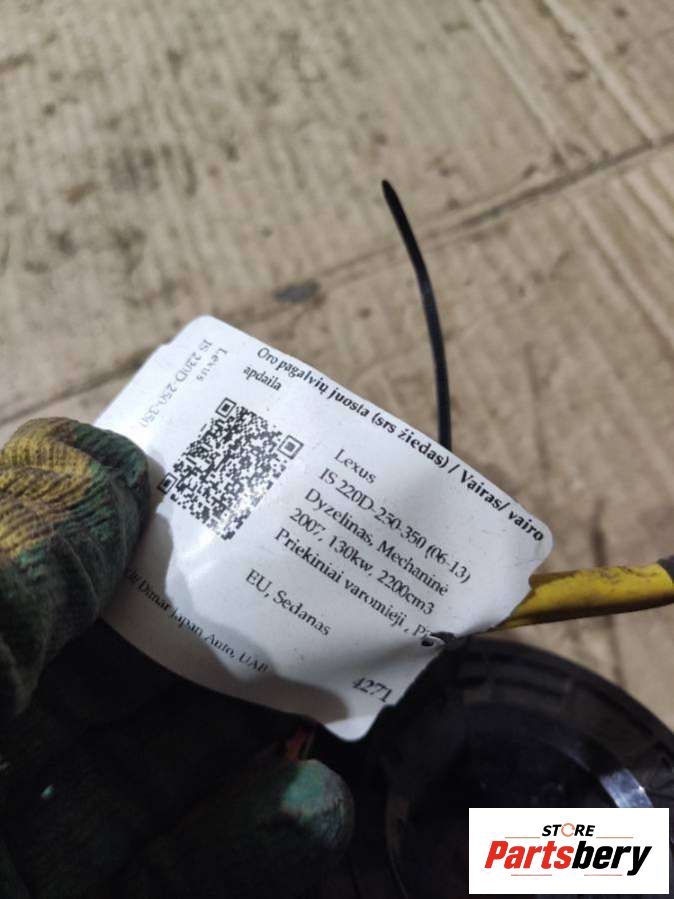 Oro pagalvių juosta (srs žiedas) / Vairas/ vairo
apdaila
Lexus
IS 220D-250-350
Lexus
IS 220D-250-350 (06-13)
Dyzelinas, Mechaninė
2007, 130kw, 2200cm3
Priekiniai varomieji ,
EU, Sedanas
4271
Dimar Japan Auto, UAB
STORE
Partsbery